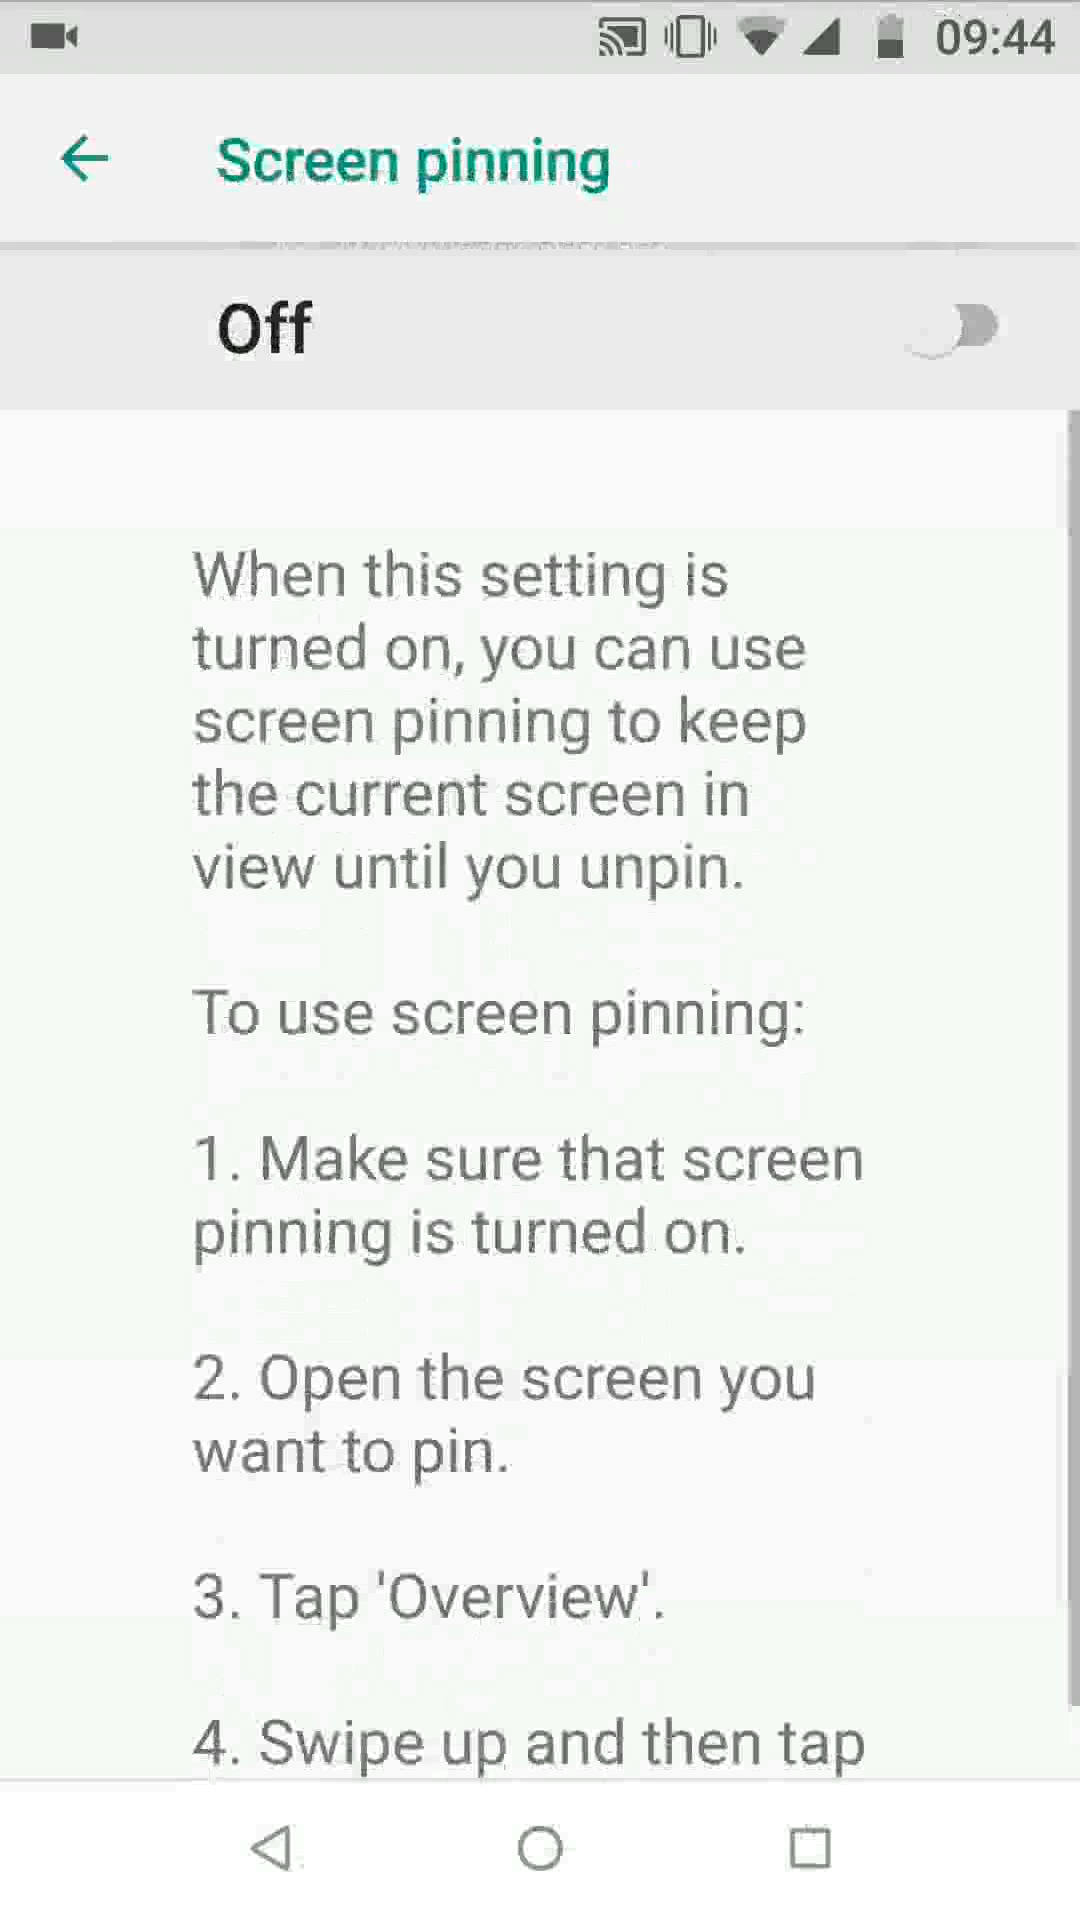 09:44
Screen pinning
Off
When this setting is
turned on, you can use
screen pinning to keep
the current screen in
view until you unpin.
To use screen pinning:
1. Make sure that screen
pinning is turned on.
2. Open the screen you
want to pin.
3. Tap 'Overview'.
4. Swipe up and then tap